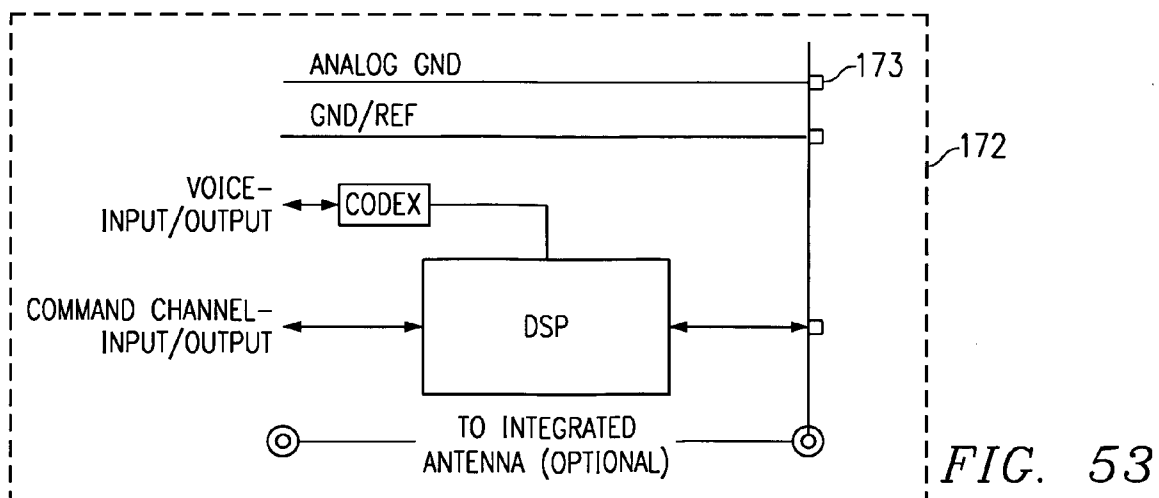 ANALOG GND
173
GND/REF
172
VOICE-
INPUT/OUTPUT
CODEX
COMMAND CHANNEL-
INPUT/OUTPUT
DSP
TO INTEGRATED
ANTENNA (OPTIONAL)
FIG. 53